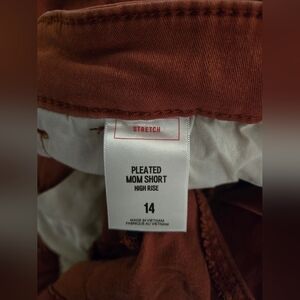 STRETCH
PLEATED
MOM SHORT
HIGH RISE
14
MADE IN VIETNAM
FABRIQUÉ AU VIETNAM